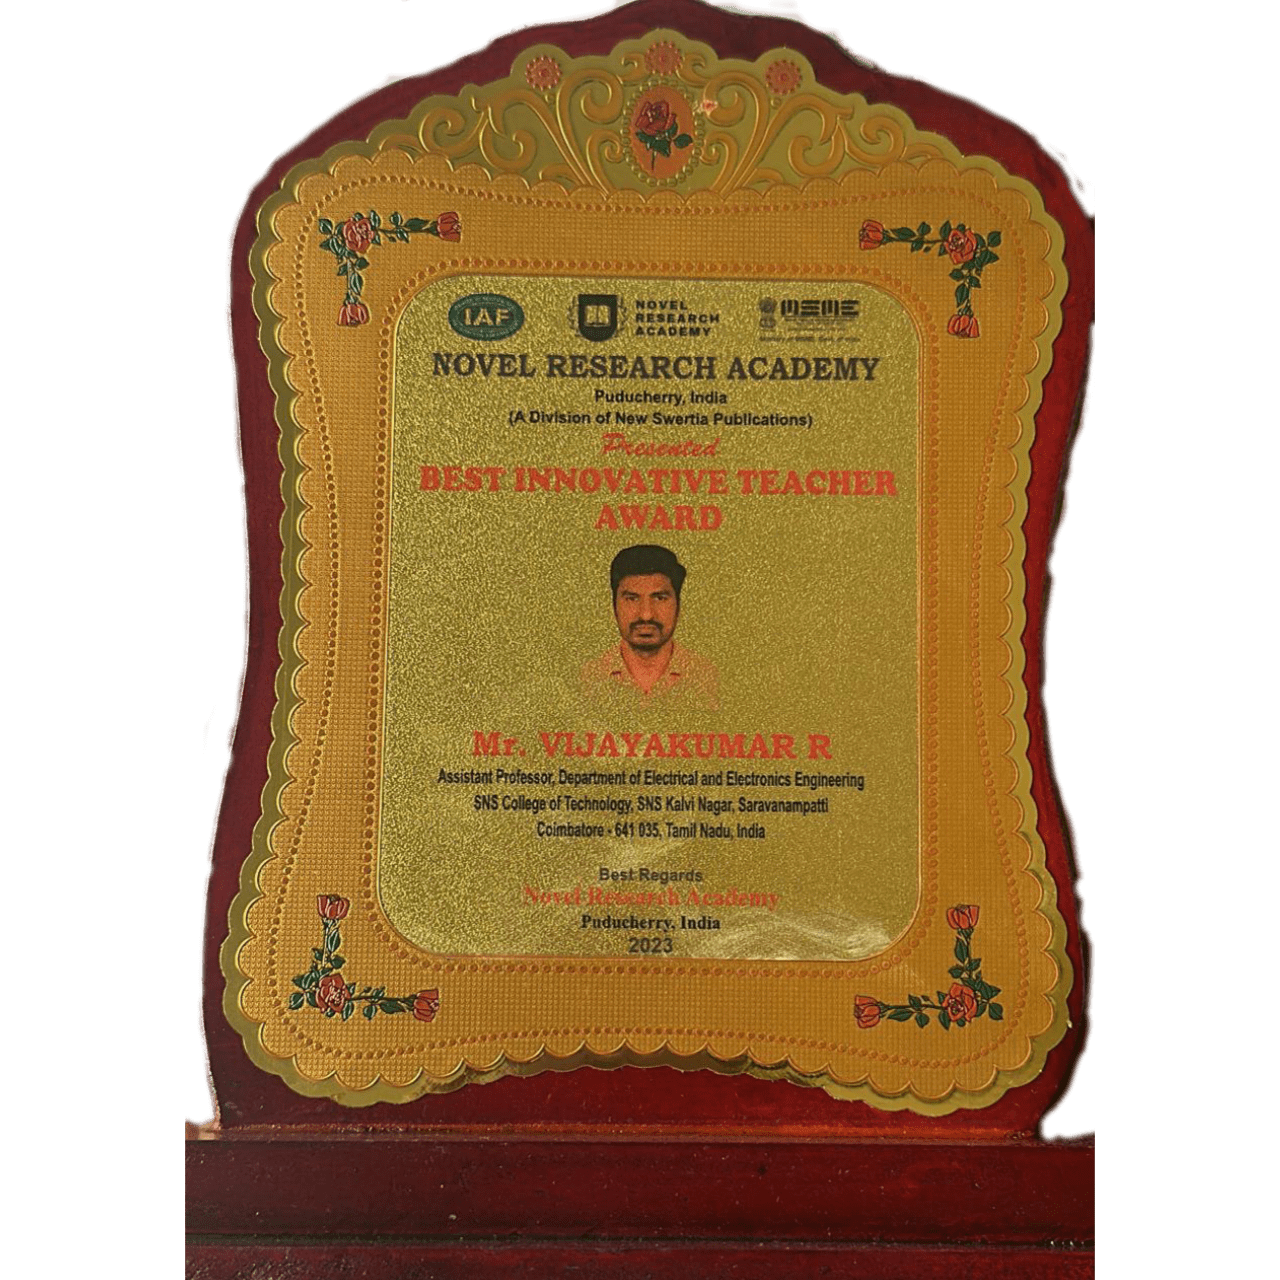 IAF
NOVEL
RESEARCH
ACADEMY
MSME
NOVEL RESEARCH ACADEMY
Puducherry, India
(A Division of New Swertia Publications)
Presented
BEST INNOVATIVE TEACHER
AWARD
Mr. VIJAYAKUMAR R
Assistant Professor, Department of Electrical and Electronics Engineering
SNS College of Technology, SNS Kalvi Nagar, Saravanampatti
Coimbatore - 641 035, Tamil Nadu, India
Best Regards
Novel Research Academy
Puducherry, India
2023